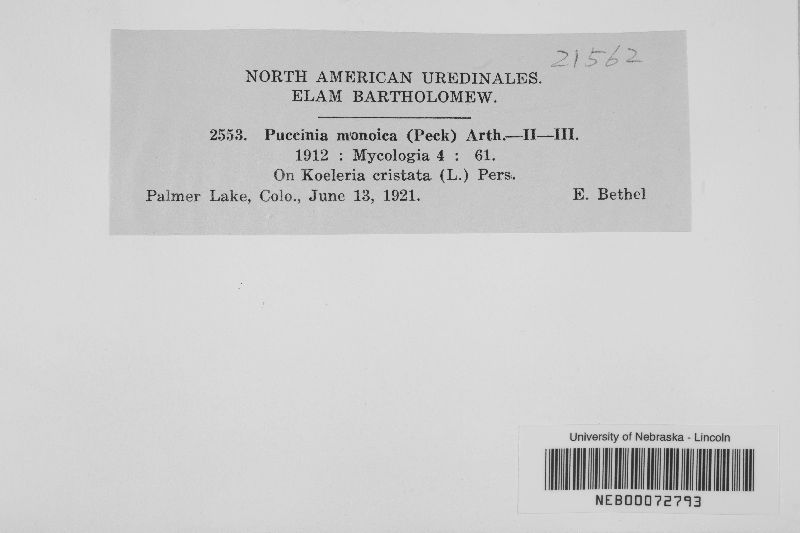 21562
NORTH AMERICAN UREDINALES.
ELAM BARTHOLOMEW.
2553. Puccinia monoica (Peck) Arth.—II—III.
1912 : Mycologia 4 : 61.
On Koeleria cristata (L.) Pers.
Palmer Lake, Colo., June 13, 1921. E. Bethel
University of Nebraska - Lincoln
NEB00072793